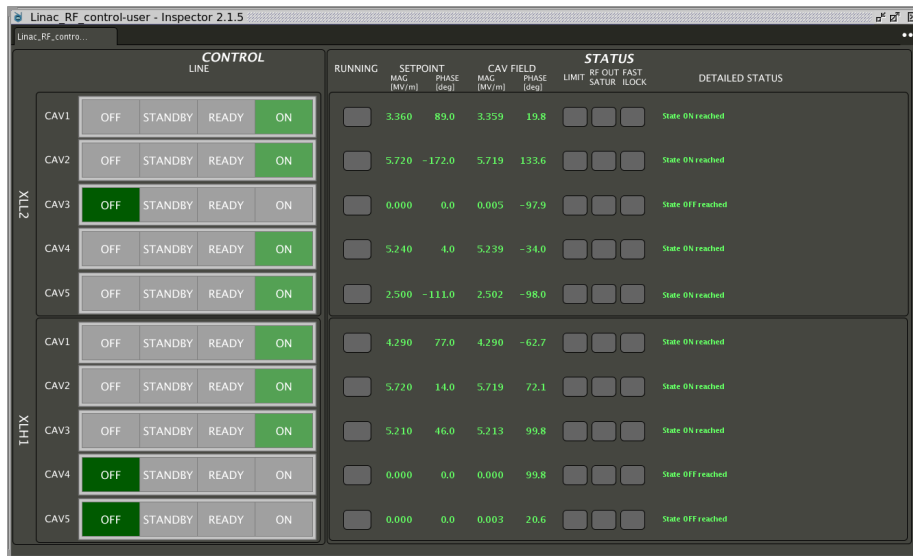 Linac_RF_control-user - Inspector 2.1.5
Linac_RF_contro...
CONTROL
LINE
STATUS
RUNNING SETPOINT CAV FIELD LIMIT RF OUT FAST DETAILED STATUS
MAG PHASE MAG PHASE SATUR ILOCK
[MV/m] [deg] [MV/m] [deg]
XLL2
CAV1 OFF STANDBY READY ON 3.360 89.0 3.359 19.8 State ON reached
CAV2 OFF STANDBY READY ON 5.720 -172.0 5.719 133.6 State ON reached
CAV3 OFF STANDBY READY ON 0.000 0.0 0.005 -97.9 State OFF reached
CAV4 OFF STANDBY READY ON 5.240 4.0 5.239 -34.0 State ON reached
CAV5 OFF STANDBY READY ON 2.500 -111.0 2.502 -98.0 State ON reached
XLH1
CAV1 OFF STANDBY READY ON 4.290 77.0 4.290 -62.7 State ON reached
CAV2 OFF STANDBY READY ON 5.720 14.0 5.719 72.1 State ON reached
CAV3 OFF STANDBY READY ON 5.210 46.0 5.213 99.8 State ON reached
CAV4 OFF STANDBY READY ON 0.000 0.0 0.000 99.8 State OFF reached
CAV5 OFF STANDBY READY ON 0.000 0.0 0.003 20.6 State OFF reached